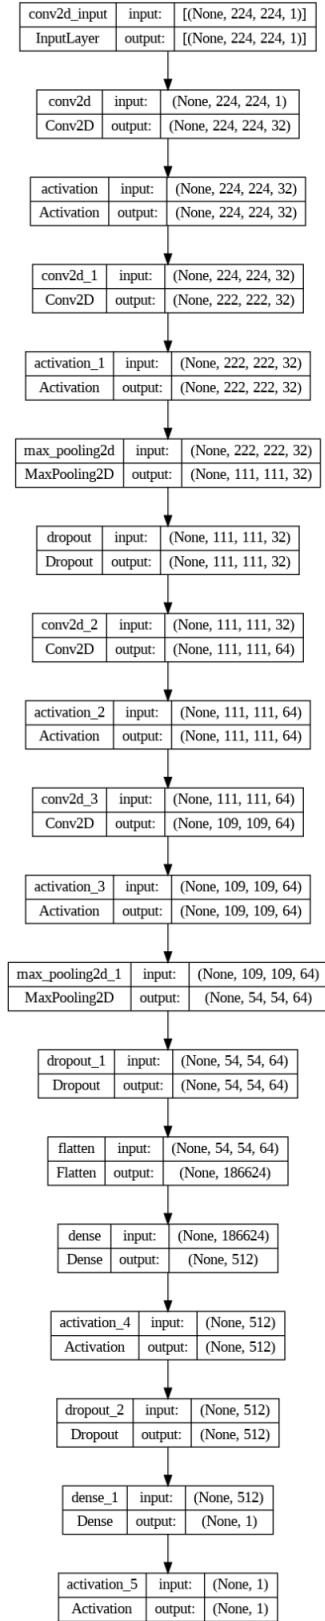 conv2d_input input: [(None, 224, 224, 1)]
InputLayer output: [(None, 224, 224, 1)]
conv2d input: (None, 224, 224, 1)
Conv2D output: (None, 224, 224, 32)
activation input: (None, 224, 224, 32)
Activation output: (None, 224, 224, 32)
conv2d_1 input: (None, 224, 224, 32)
Conv2D output: (None, 222, 222, 32)
activation_1 input: (None, 222, 222, 32)
Activation output: (None, 222, 222, 32)
max_pooling2d input: (None, 222, 222, 32)
MaxPooling2D output: (None, 111, 111, 32)
dropout input: (None, 111, 111, 32)
Dropout output: (None, 111, 111, 32)
conv2d_2 input: (None, 111, 111, 32)
Conv2D output: (None, 111, 111, 64)
activation_2 input: (None, 111, 111, 64)
Activation output: (None, 111, 111, 64)
conv2d_3 input: (None, 111, 111, 64)
Conv2D output: (None, 109, 109, 64)
activation_3 input: (None, 109, 109, 64)
Activation output: (None, 109, 109, 64)
max_pooling2d_1 input: (None, 109, 109, 64)
MaxPooling2D output: (None, 54, 54, 64)
dropout_1 input: (None, 54, 54, 64)
Dropout output: (None, 54, 54, 64)
flatten input: (None, 54, 54, 64)
Flatten output: (None, 186624)
dense input: (None, 186624)
Dense output: (None, 512)
activation_4 input: (None, 512)
Activation output: (None, 512)
dropout_2 input: (None, 512)
Dropout output: (None, 512)
dense_1 input: (None, 512)
Dense output: (None, 1)
activation_5 input: (None, 1)
Activation output: (None, 1)